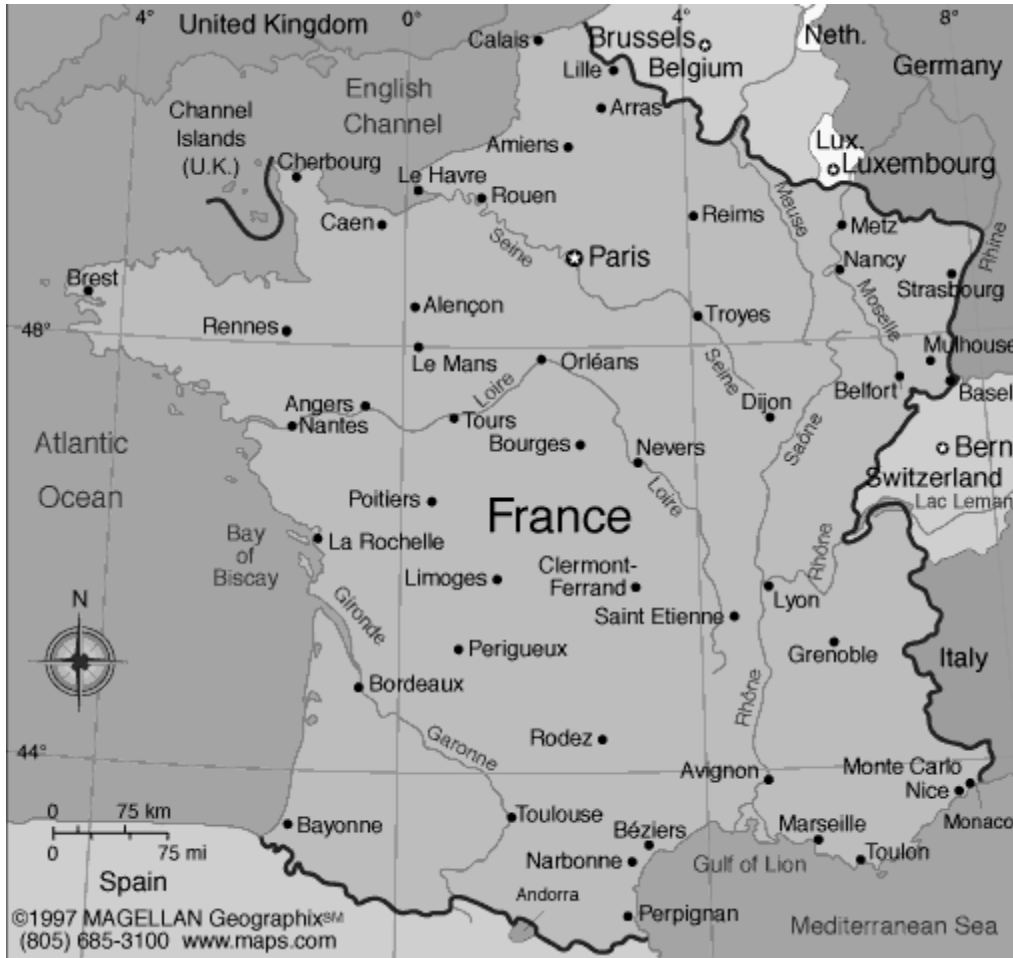 4°
0°
4°
8°
United Kingdom
Calais
Brussels
Belgium
Neth.
Germany
Lille
English
Channel
Arras
Channel
Islands
(U.K.)
Amiens
Lux.
Luxembourg
Cherbourg
Le Havre
Rouen
Reims
Meuse
Metz
Caen
Seine
Paris
Nancy
Rhine
Brest
Strasbourg
Alençon
Troyes
Moselle
48°
Rennes
Mulhouse
Le Mans
Orléans
Seine
Belfort
Basel
Loire
Angers
Nantes
Tours
Dijon
Saône
Atlantic
Ocean
Bourges
Nevers
Bern
Switzerland
Lac Leman
Loire
Poitiers
France
Bay
of
Biscay
La Rochelle
Rhône
Limoges
Clermont-
Ferrand
Lyon
Gironde
Saint Etienne
N
Perigueux
Grenoble
Italy
Bordeaux
Rhône
Rodez
Garonne
44°
Avignon
Monte Carlo
Nice
Monaco
0 75 km
0 75 mi
Bayonne
Toulouse
Béziers
Marseille
Narbonne
Gulf of Lion
Toulon
Spain
Andorra
Perpignan
Mediterranean Sea
©1997 MAGELLAN Geographix℠
(805) 685-3100 www.maps.com